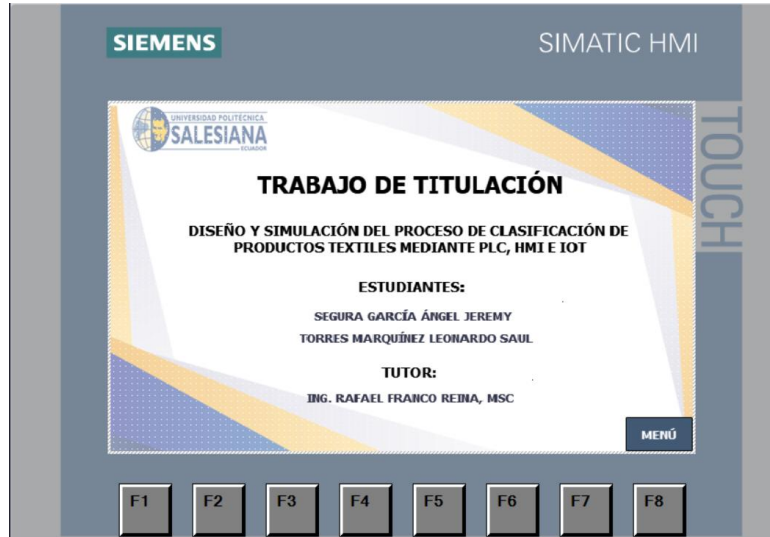 SIEMENS
SIMATIC HMI
TOUCH
UNIVERSIDAD POLITÉCNICA
SALESIANA
ECUADOR
TRABAJO DE TITULACIÓN
DISEÑO Y SIMULACIÓN DEL PROCESO DE CLASIFICACIÓN DE
PRODUCTOS TEXTILES MEDIANTE PLC, HMI E IOT
ESTUDIANTES:
SEGURA GARCÍA ÁNGEL JEREMY
TORRES MARQUÍNEZ LEONARDO SAUL
TUTOR:
ING. RAFAEL FRANCO REINA, MSC
MENÚ
F1 F2 F3 F4 F5 F6 F7 F8